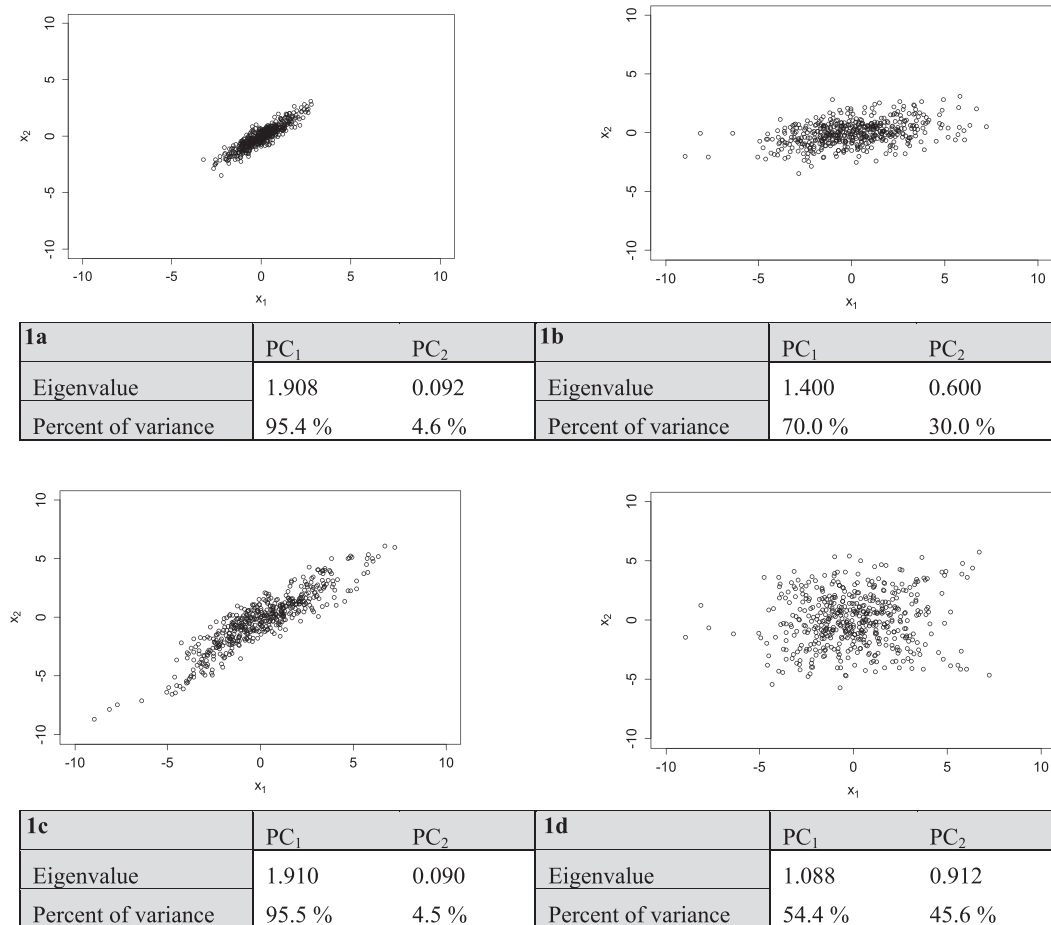 10
5
0
-5
-10
x₂
-10 -5 0 5 10
x₁
10
5
0
-5
-10
x₂
-10 -5 0 5 10
x₁
1a PC₁ PC₂ 1b PC₁ PC₂
Eigenvalue 1.908 0.092 Eigenvalue 1.400 0.600
Percent of variance 95.4 % 4.6 % Percent of variance 70.0 % 30.0 %
10
5
0
-5
-10
x₂
-10 -5 0 5 10
x₁
10
5
0
-5
-10
x₂
-10 -5 0 5 10
x₁
1c PC₁ PC₂ 1d PC₁ PC₂
Eigenvalue 1.910 0.090 Eigenvalue 1.088 0.912
Percent of variance 95.5 % 4.5 % Percent of variance 54.4 % 45.6 %